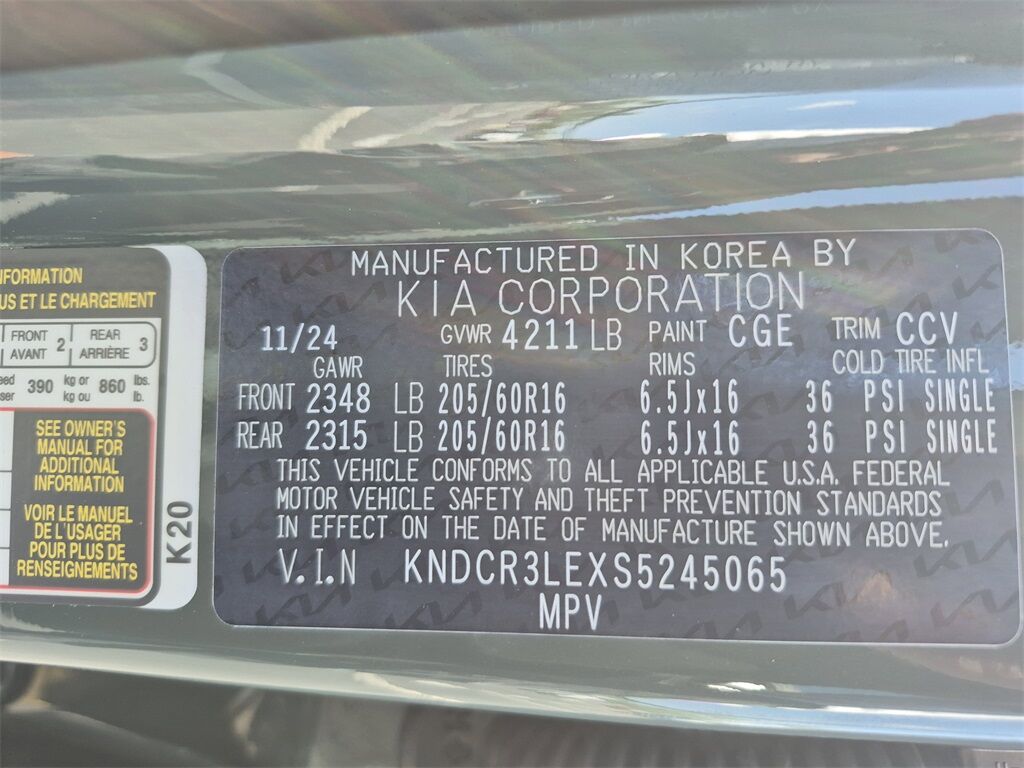 NFORMATION
US ET LE CHARGEMENT
FRONT
AVANT 2 REAR
ARRIÈRE 3
390 kg or
kg ou 860 lbs.
lb.
SEE OWNER'S
MANUAL FOR
ADDITIONAL
INFORMATION
VOIR LE MANUEL
DE L'USAGER
POUR PLUS DE
RENSEIGNEMENTS
K20
MANUFACTURED IN KOREA BY
KIA CORPORATION
11/24 GVWR 4211 LB PAINT CGE TRIM CCV
GAWR TIRES RIMS COLD TIRE INFL
FRONT 2348 LB 205/60R16 6.5Jx16 36 PSI SINGLE
REAR 2315 LB 205/60R16 6.5Jx16 36 PSI SINGLE
THIS VEHICLE CONFORMS TO ALL APPLICABLE U.S.A. FEDERAL
MOTOR VEHICLE SAFETY AND THEFT PREVENTION STANDARDS
IN EFFECT ON THE DATE OF MANUFACTURE SHOWN ABOVE.
V.I.N KNDCR3LEXS5245065
MPV